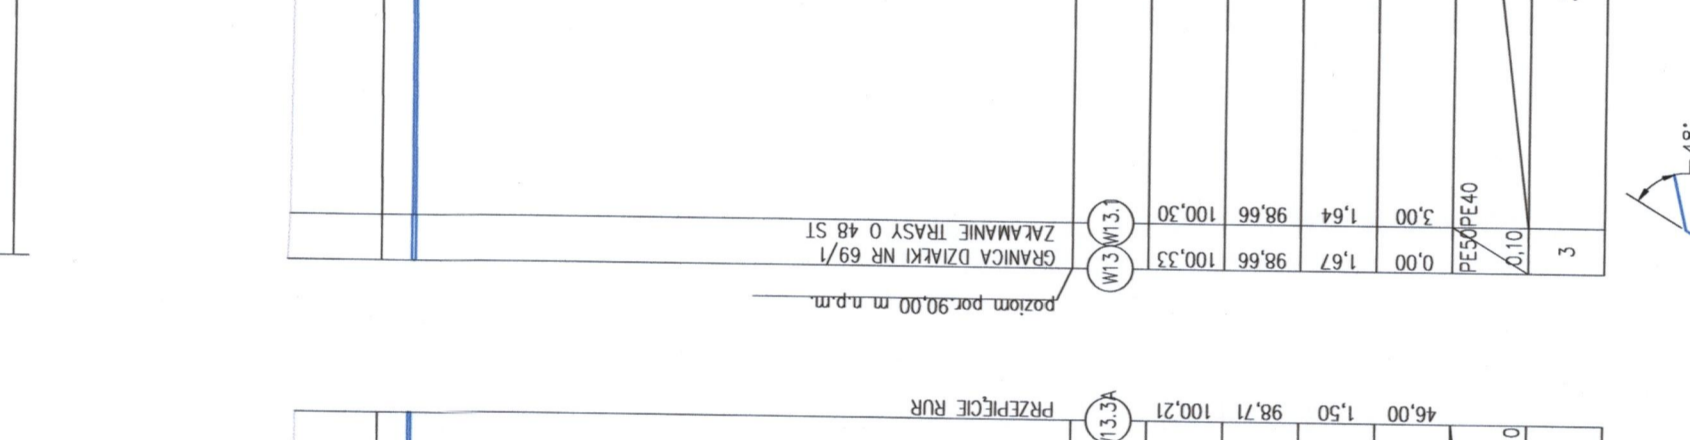 ZAŁAMANIE TRASY O 48 ST
W13.1
100,30
98,66
1,64
3,00
PE50
PE40
GRANICA DZIAŁKI NR 69/1
W13
100,33
98,66
1,67
0,00
0,10
3
poziom por.90,00 m n.p.m.
PRZEPIĘCIE RUR
13.3A
100,21
98,71
1,50
46,00
0
48°